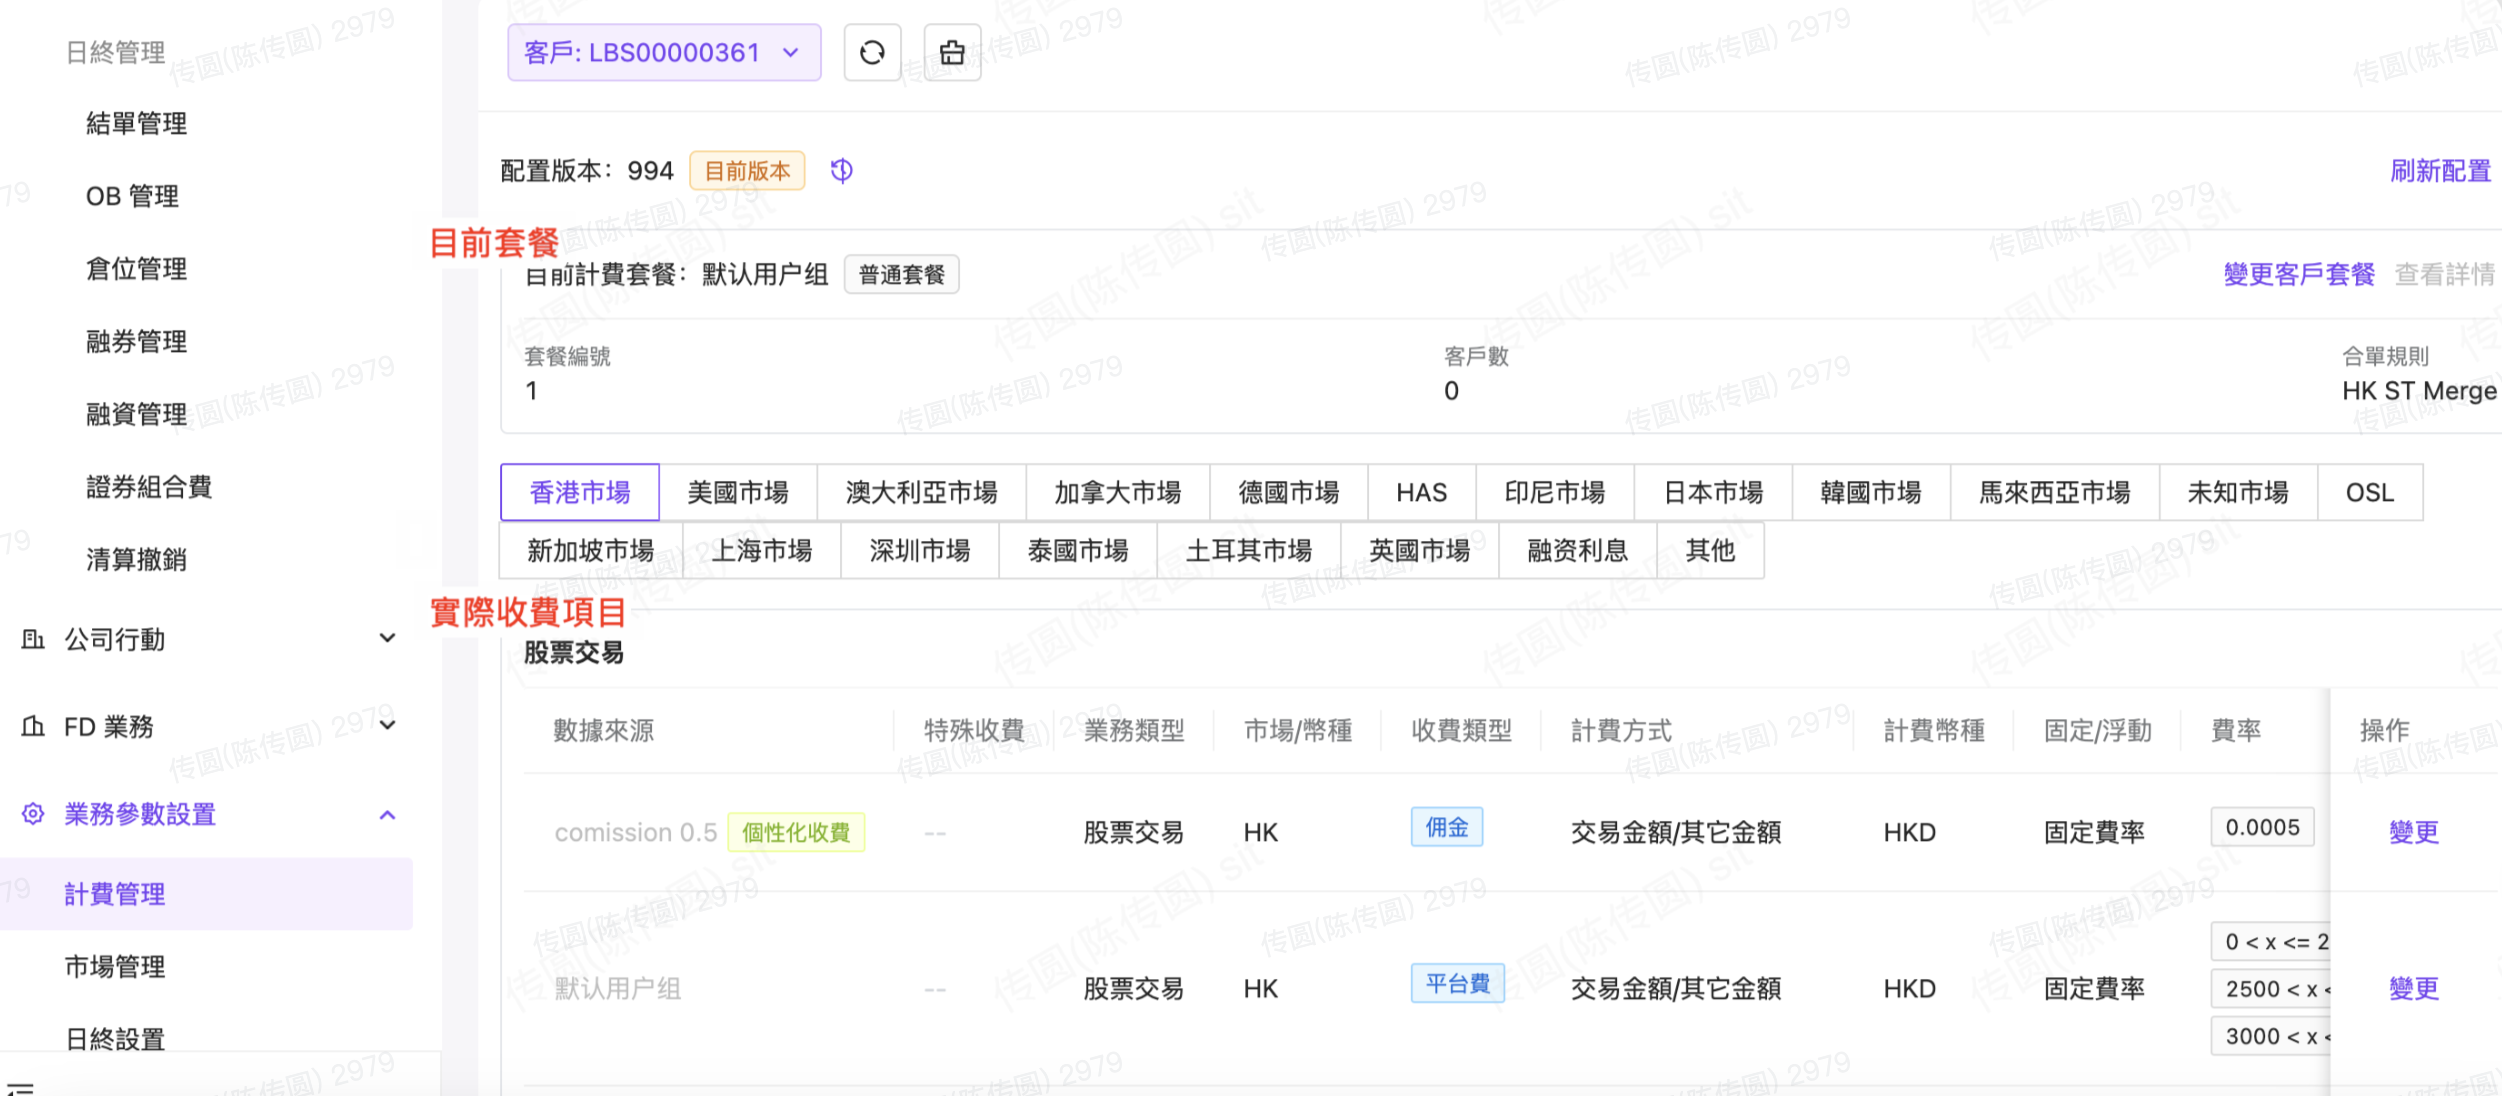 日終管理
結單管理
OB 管理
倉位管理
融券管理
融資管理
證券組合費
清算撤銷
公司行動
FD 業務
業務參數設置
計費管理
市場管理
日終設置
客戶: LBS00000361
配置版本： 994 目前版本 刷新配置
目前套餐
目前計費套餐： 默认用户组 普通套餐 變更客戶套餐 查看詳情
套餐編號 客戶數 合單規則
1 0 HK ST Merge
香港市場 美國市場 澳大利亞市場 加拿大市場 德國市場 HAS 印尼市場 日本市場 韓國市場 馬來西亞市場 未知市場 OSL
新加坡市場 上海市場 深圳市場 泰國市場 土耳其市場 英國市場 融资利息 其他
實際收費項目
股票交易
數據來源 特殊收費 業務類型 市場/幣種 收費類型 計費方式 計費幣種 固定/浮動 費率 操作
comission 0.5 個性化收費 -- 股票交易 HK 佣金 交易金額/其它金額 HKD 固定費率 0.0005 變更
默认用户组 -- 股票交易 HK 平台費 交易金額/其它金額 HKD 固定費率 變更
0 < x <= 2
2500 < x <
3000 < x <
传圆(陈传圆) 2979
传圆(陈传圆) sit